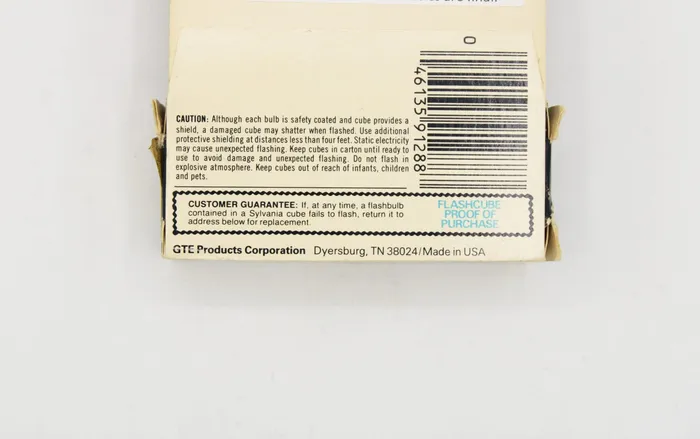 0
46135 91288
CAUTION: Although each bulb is safety coated and cube provides a
shield, a damaged cube may shatter when flashed. Use additional
protective shielding at distances less than four feet. Static electricity
may cause unexpected flashing. Keep cubes in carton until ready to
use to avoid damage and unexpected flashing. Do not flash in
explosive atmosphere. Keep cubes out of reach of infants, children
and pets.
CUSTOMER GUARANTEE: If, at any time, a flashbulb
contained in a Sylvania cube fails to flash, return it to
address below for replacement.
FLASHCUBE
PROOF OF
PURCHASE
GTE Products Corporation Dyersburg, TN 38024/Made in USA